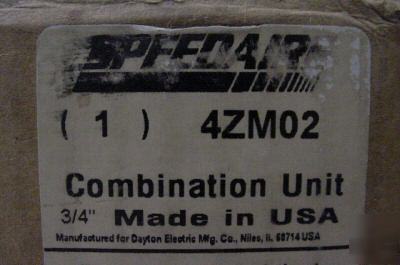 SPEEDAIRE
( 1 ) 4ZM02
Combination Unit
3/4" Made in USA
Manufactured for Dayton Electric Mfg. Co., Niles, IL 60714 USA